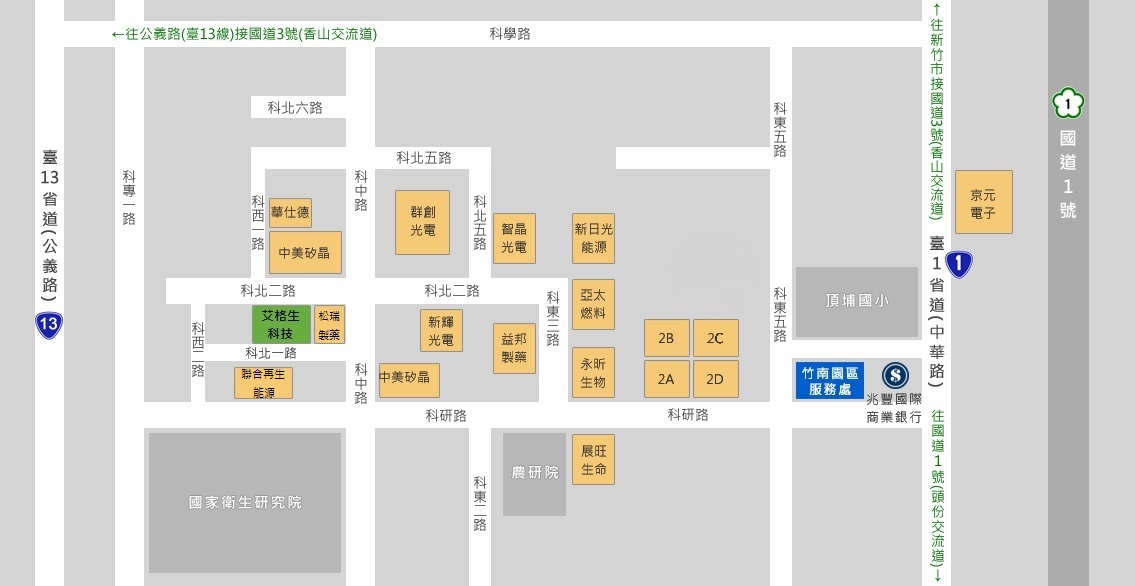 ←往公義路(臺13線)接國道3號(香山交流道)
科學路
↑往新竹市接國道3號(香山交流道)
1
國道1號
科北六路
科東五路
臺13省道(公義路)
13
科專一路
科北五路
科中路
科西一路
華仕德
中美矽晶
群創
光電
科北五路
智晶
光電
新日光
能源
京元
電子
臺1省道(中華路)
1
科北二路
科北二路
亞太
燃料
科東三路
科東五路
頂埔國小
艾格生
科技
松瑞
製藥
科西二路
科北一路
新輝
光電
益邦
製藥
2B
2C
2A
2D
聯合再生
能源
科中路
中美矽晶
永昕
生物
竹南園區
服務處
兆豐國際
商業銀行
科研路
科研路
往國道1號(頭份交流道)↓
國家衛生研究院
科東二路
農研院
展旺
生命